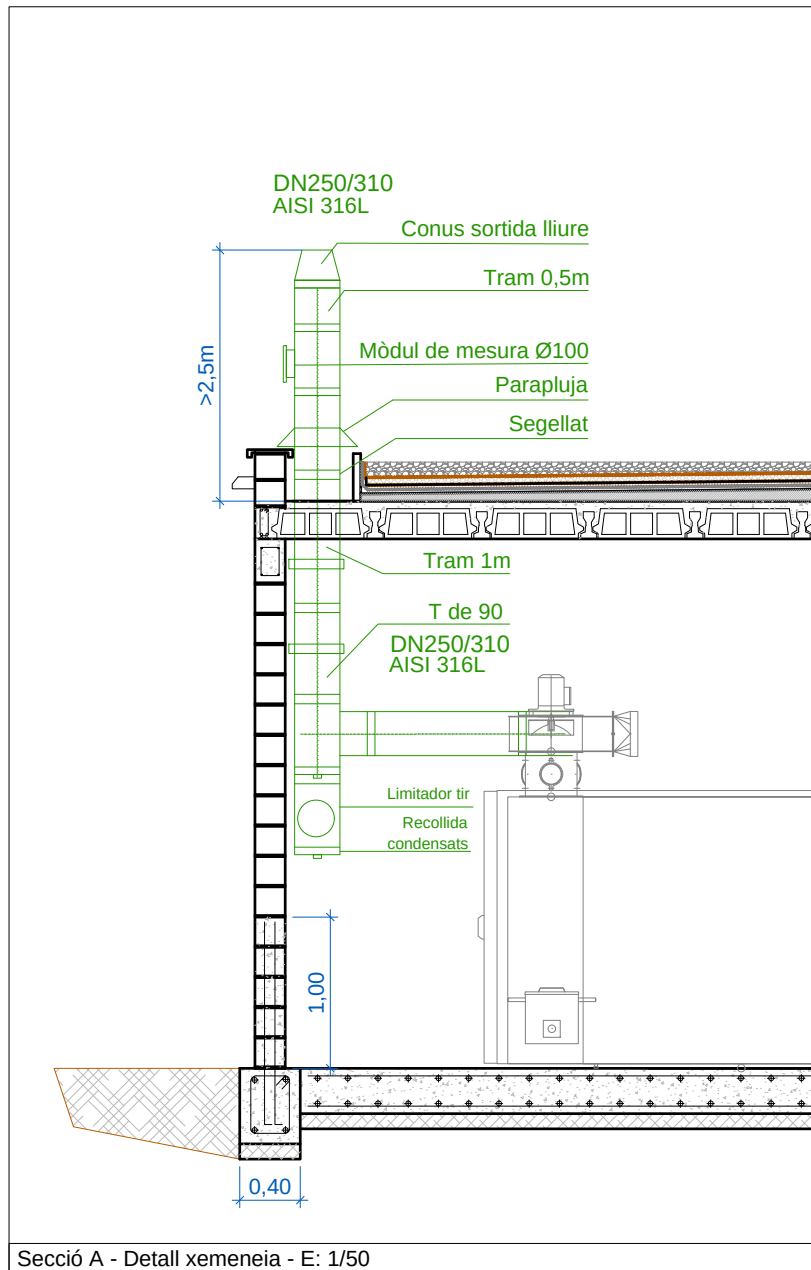 DN250/310
AISI 316L
Conus sortida lliure
Tram 0,5m
>2,5m
Mòdul de mesura Ø100
Parapluja
Segellat
Tram 1m
T de 90
DN250/310
AISI 316L
Limitador tir
Recollida
condensats
1,00
0,40
Secció A - Detall xemeneia - E: 1/50